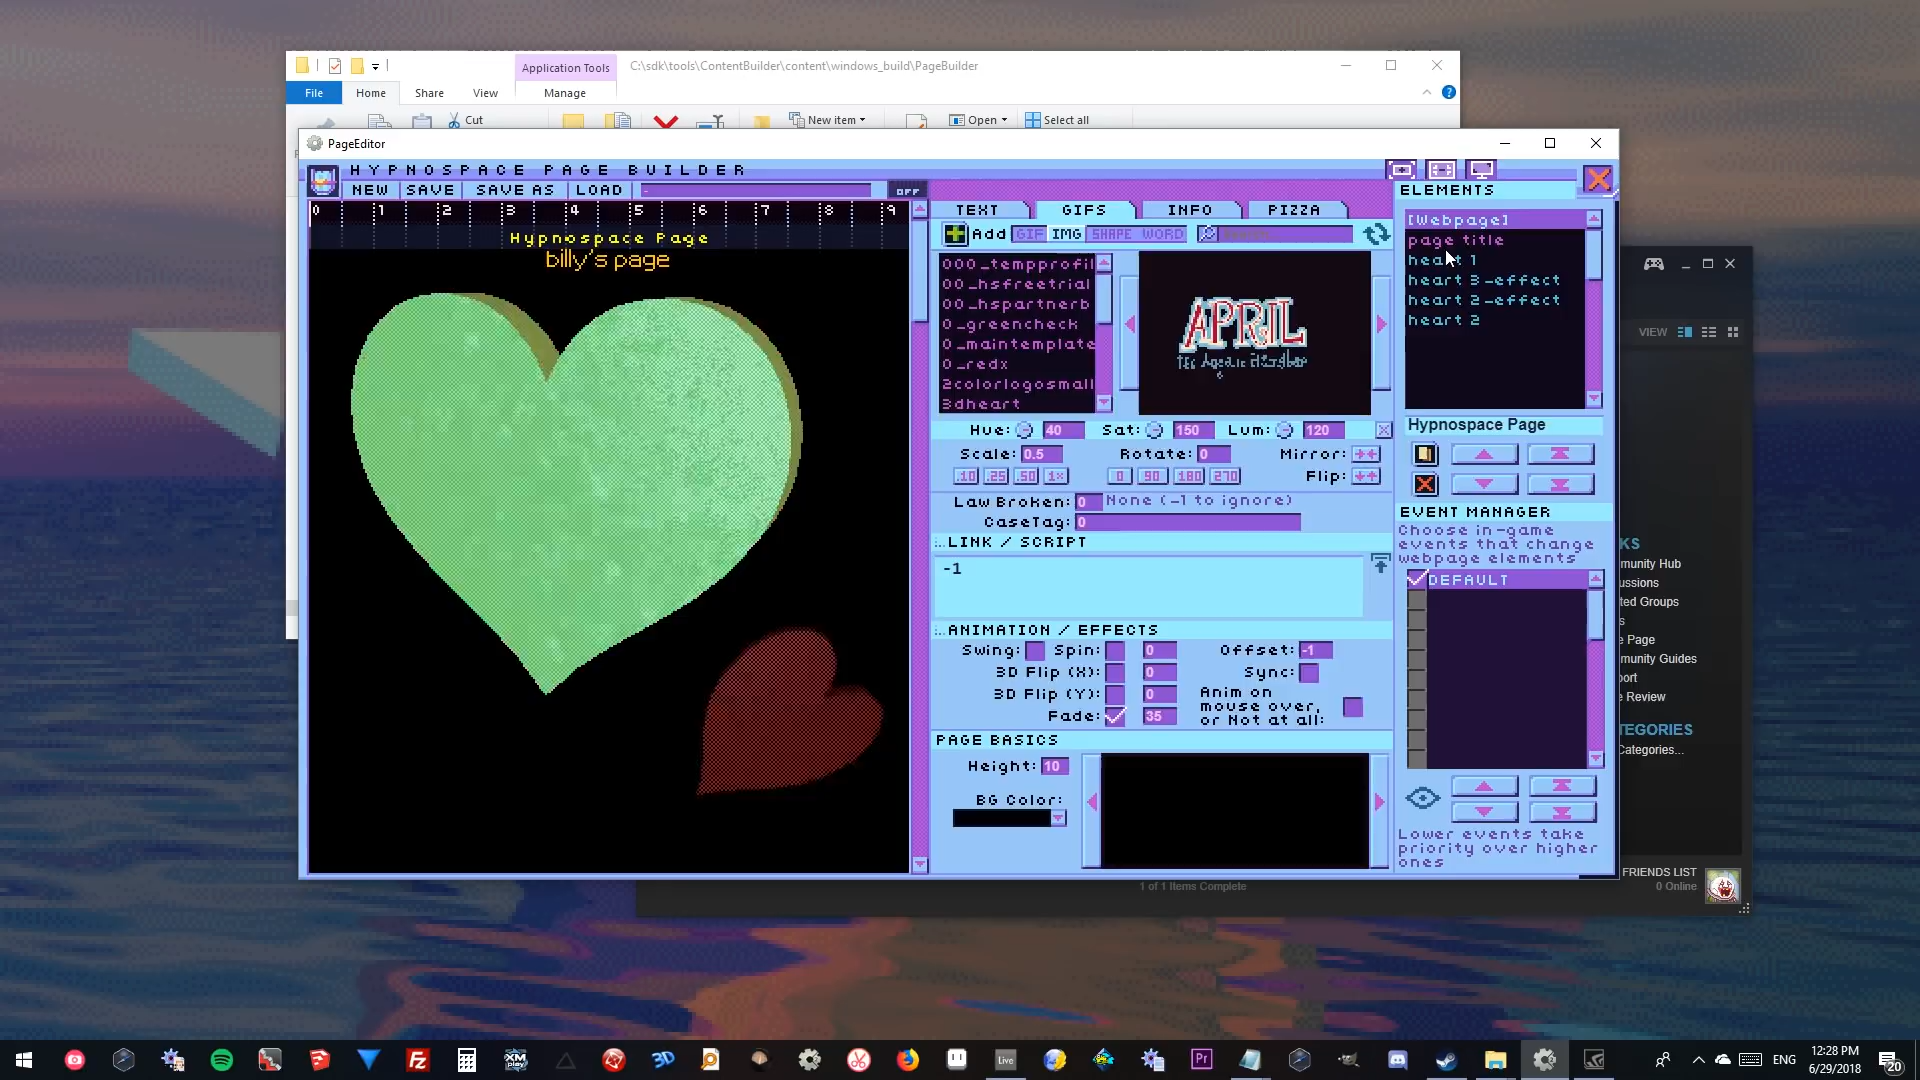 Application Tools
C:\sdk\tools\ContentBuilder\content\windows_build\PageBuilder
File
Home
Share
View
Manage
Cut
New item
Open
Select all
PageEditor
HYPNOSPACE PAGE BUILDER
NEW
SAVE
SAVE AS
LOAD
-
OFF
0 1 2 3 4 5 6 7 8 9
Hypnospace Page
billy's page
TEXT
GIFS
INFO
PIZZA
Add
GIF
IMG
SHAPE
WORD
000_tempprofil
00_hsfreetrial
00_hspartnerb
0_greencheck
0_maintemplate
0_redx
2colorlogosmall
3dheart
APRIL
Hue: 40
Sat: 150
Lum: 120
Scale: 0.5
Rotate: 0
Mirror:
.10 .25 .50 1x
0 90 180 270
Flip:
Law Broken: 0 None (-1 to ignore)
CaseTag: 0
LINK / SCRIPT
-1
ANIMATION / EFFECTS
Swing:
Spin: 0
Offset: -1
3D Flip (X): 0
Sync:
3D Flip (Y): 0
Anim on
mouse over,
or Not at all:
Fade: 35
PAGE BASICS
Height: 10
BG Color:
ELEMENTS
[Webpage]
page title
heart 1
heart 3-effect
heart 2-effect
heart 2
Hypnospace Page
EVENT MANAGER
Choose in-game
events that change
webpage elements
DEFAULT
Lower events take
priority over higher
ones
VIEW
KS
munity Hub
ussions
ted Groups
s
e Page
munity Guides
port
e Review
TEGORIES
Categories...
FRIENDS LIST
0 Online
1 of 1 Items Complete
XM
play
3D
Live
Pr
ENG
12:28 PM
6/29/2018
20